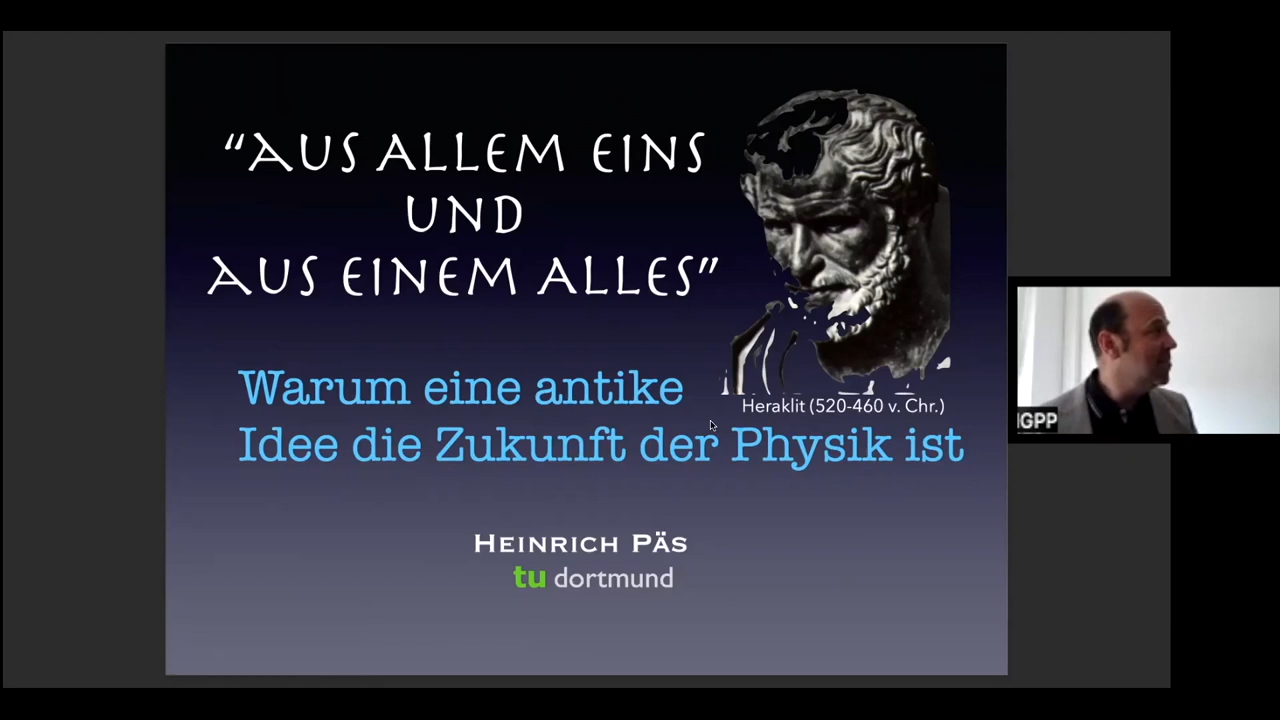 “AUS ALLEM EINS
UND
AUS EINEM ALLES”
Warum eine antike
Idee die Zukunft der Physik ist
Heraklit (520-460 v. Chr.)
HEINRICH PÄS
tu dortmund
IGPP